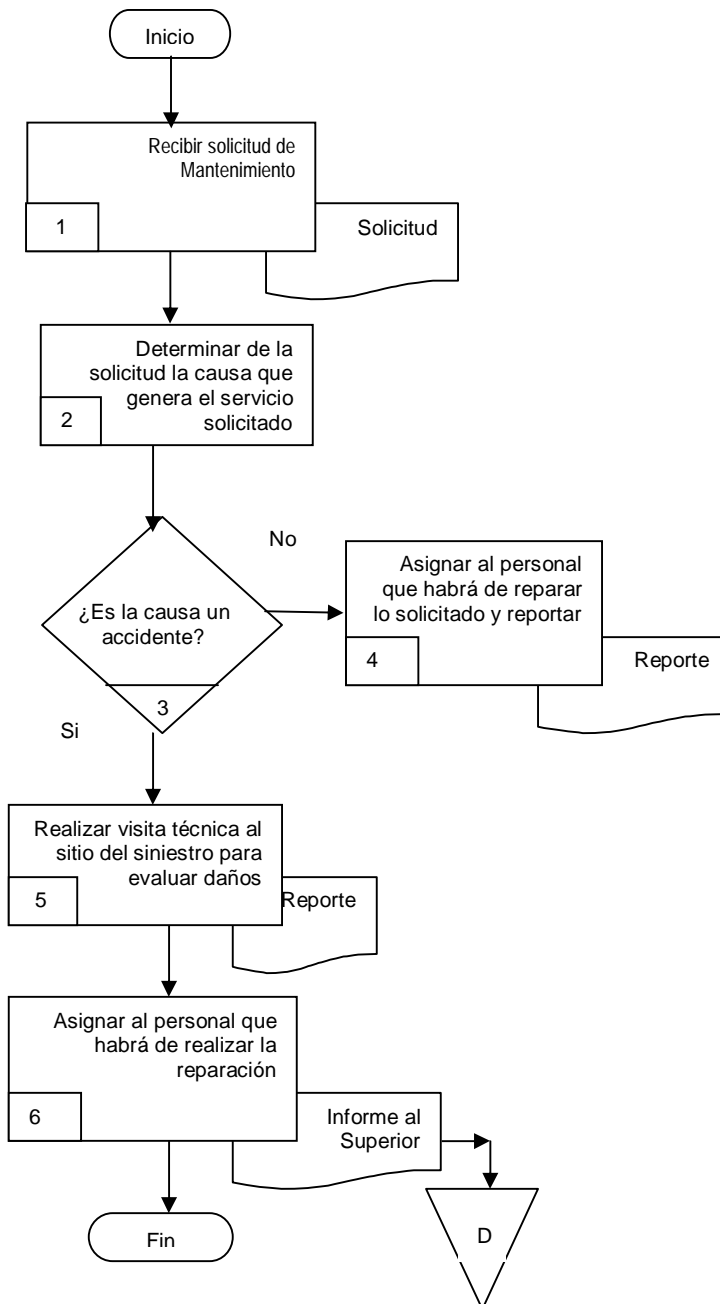 Inicio
Recibir solicitud de
Mantenimiento
1
Solicitud
Determinar de la
solicitud la causa que
genera el servicio
solicitado
2
No
¿Es la causa un
accidente?
3
Asignar al personal
que habrá de reparar
lo solicitado y reportar
4
Reporte
Si
Realizar visita técnica al
sitio del siniestro para
evaluar daños
5
Reporte
Asignar al personal que
habrá de realizar la
reparación
6
Informe al
Superior
Fin
D